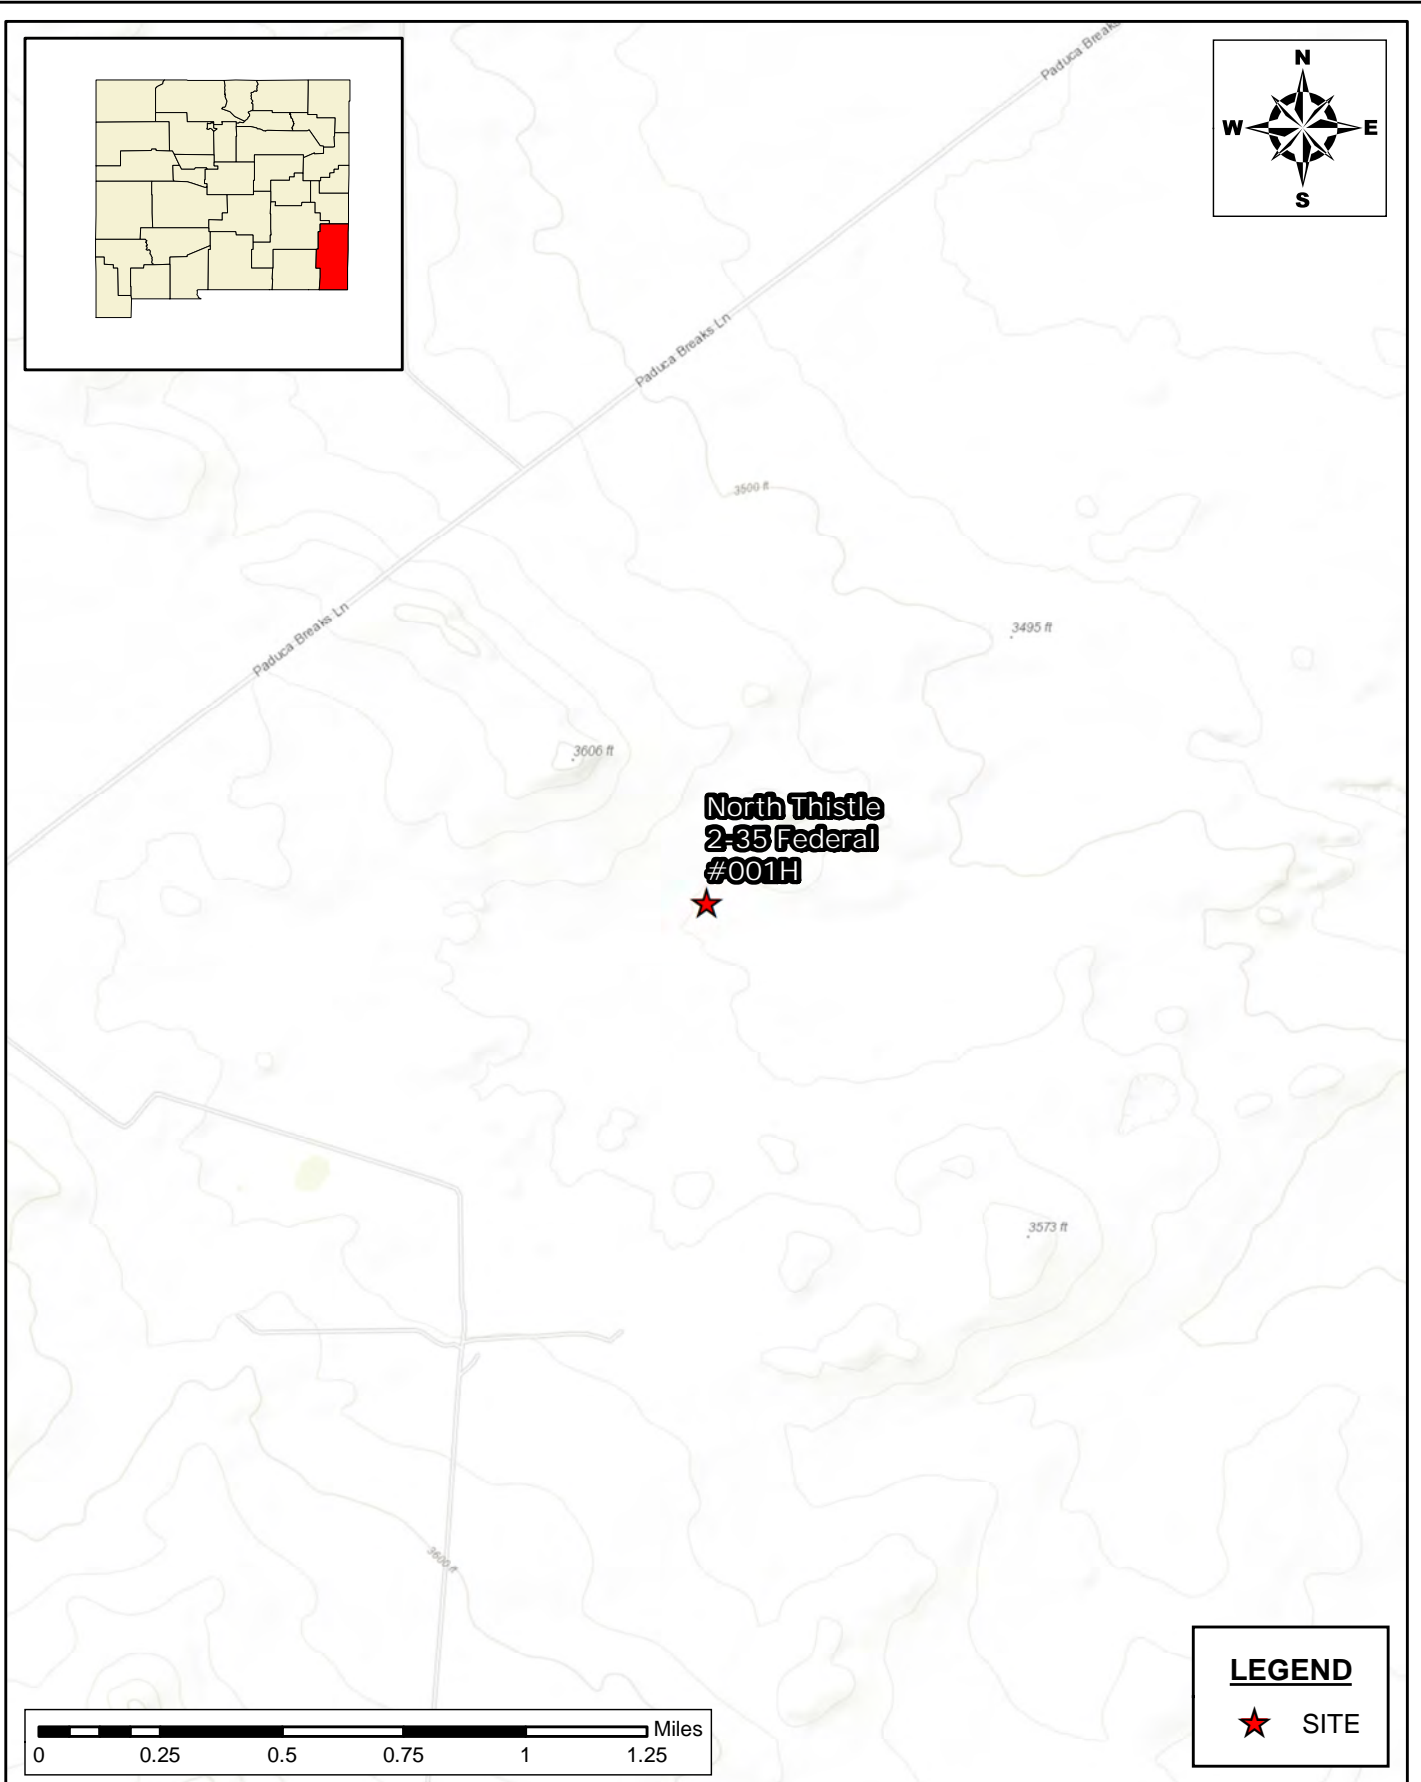 N
W E
S
Paduca Breaks
Paduca Breaks Ln
3500 ft
Paduca Breaks Ln
3495 ft
3606 ft
North Thistle
2-35 Federal
#001H
3573 ft
3600 ft
LEGEND
SITE
Miles
0 0.25 0.5 0.75 1 1.25